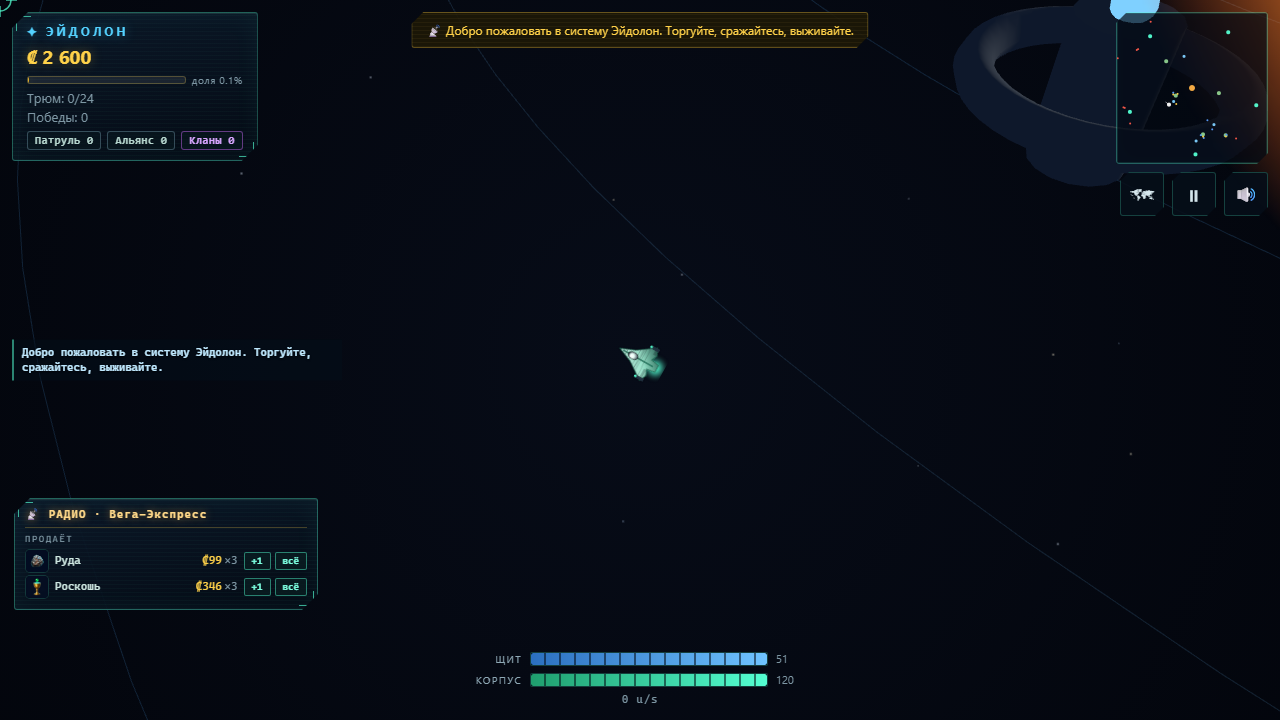 ✦ ЭЙДОЛОН
₡ 2 600
доля 0.1%
Трюм: 0/24
Победы: 0
Патруль 0 Альянс 0 Кланы 0
Добро пожаловать в систему Эйдолон. Торгуйте, сражайтесь, выживайте.
Добро пожаловать в систему Эйдолон. Торгуйте,
сражайтесь, выживайте.
РАДИО · Вега-Экспресс
ПРОДАЁТ
Руда ₡99 ×3 +1 всё
Роскошь ₡346 ×3 +1 всё
ЩИТ 51
КОРПУС 120
0 u/s